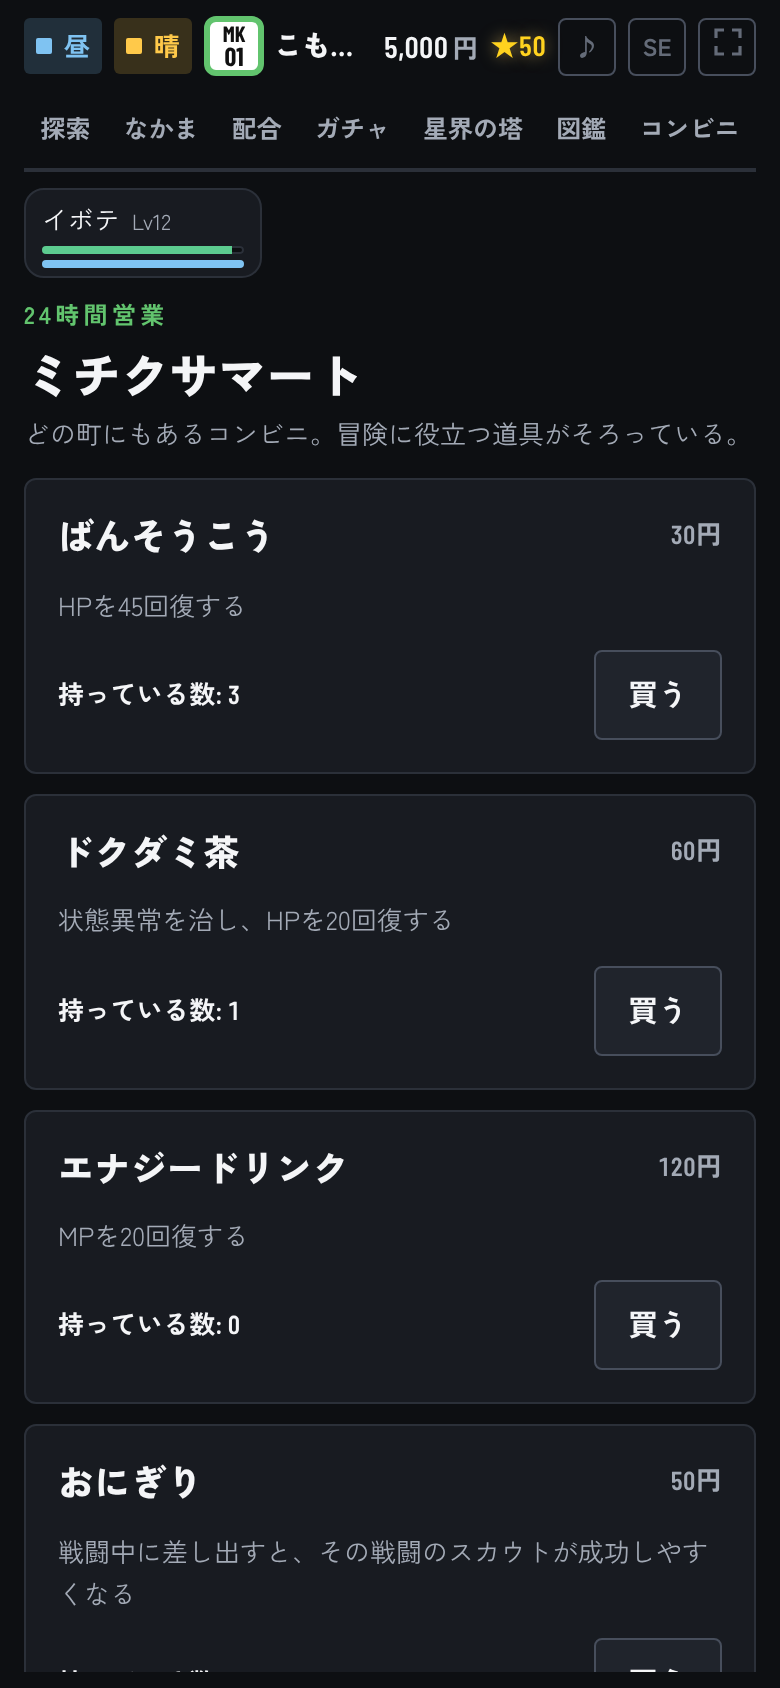 昼 晴 MK 01 こも… 5,000 円 ★50 ♪ SE
探索 なかま 配合 ガチャ 星界の塔 図鑑 コンビニ
イボテ Lv12
24時間営業
ミチクサマート
どの町にもあるコンビニ。冒険に役立つ道具がそろっている。
ばんそうこう 30円
HPを45回復する
持っている数: 3 買う
ドクダミ茶 60円
状態異常を治し、HPを20回復する
持っている数: 1 買う
エナジードリンク 120円
MPを20回復する
持っている数: 0 買う
おにぎり 50円
戦闘中に差し出すと、その戦闘のスカウトが成功しやす
くなる